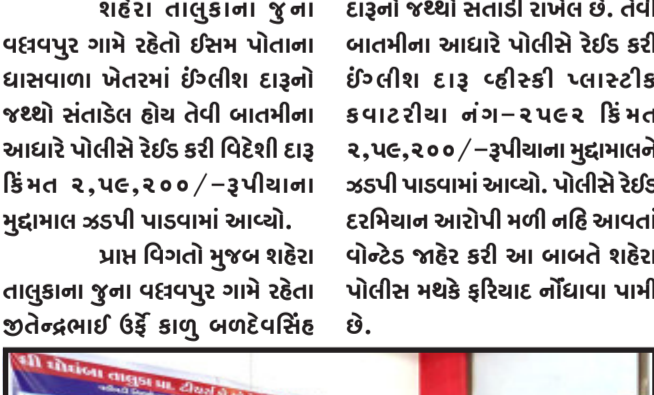 શહેરા તાલુકાના જુના
વલ્લવપુર ગામે રહેતો ઈસમ પોતાના
ઘાસવાળા ખેતરમાં ઈંગ્લીશ દારૂનો
જથ્થો સંતાડેલ હોય તેવી બાતમીના
આધારે પોલીસે રેઈડ કરી વિદેશી દારૂ
કિંમત ૨,૫૯,૨૦૦/-રૂપીયાના
મુદ્દામાલ ઝડપી પાડવામાં આવ્યો.
પ્રાપ્ત વિગતો મુજબ શહેરા
તાલુકાના જુના વલ્લવપુર ગામે રહેતા
જીતેન્દ્રભાઈ ઉર્ફે કાળુ બળદેવસિંહ
દારૂનો જથ્થો સતાડી રાખેલ છે. તેવી
બાતમીના આધારે પોલીસે રેઈડ કરી
ઈંગ્લીશ દારૂ વ્હીસ્કી પ્લાસ્ટીક
કવાટરીયા નંગ-૨૫૯૨ કિંમત
૨,૫૯,૨૦૦/-રૂપીયાના મુદ્દામાલને
ઝડપી પાડવામાં આવ્યો. પોલીસે રેઈડ
દરમિયાન આરોપી મળી નહિ આવતાં
વોન્ટેડ જાહેર કરી આ બાબતે શહેરા
પોલીસ મથકે ફરિયાદ નોંધાવા પામી
છે.
શ્રી ઘોઘંબા તાલુકા પ્રા. ટીચર્સ